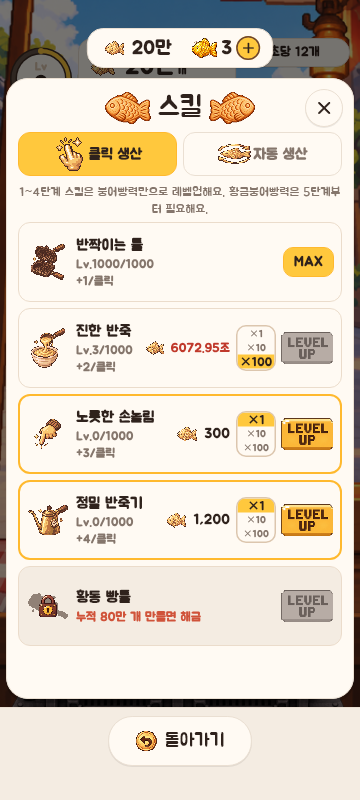 20만 3
초당 12개
Lv
스킬
클릭 생산
자동 생산
1~4단계 스킬은 붕어빵력만으로 레벨업해요. 황금붕어빵력은 5단계부
터 필요해요.
반짝이는 틀
Lv.1000/1000
+1/클릭
MAX
진한 반죽
Lv.3/1000
+2/클릭
6072.95조
×1
×10
×100
LEVEL
UP
노릇한 손놀림
Lv.0/1000
+3/클릭
300
×1
×10
×100
LEVEL
UP
정밀 반죽기
Lv.0/1000
+4/클릭
1,200
×1
×10
×100
LEVEL
UP
황동 빵틀
누적 80만 개 만들면 해금
LEVEL
UP
돌아가기